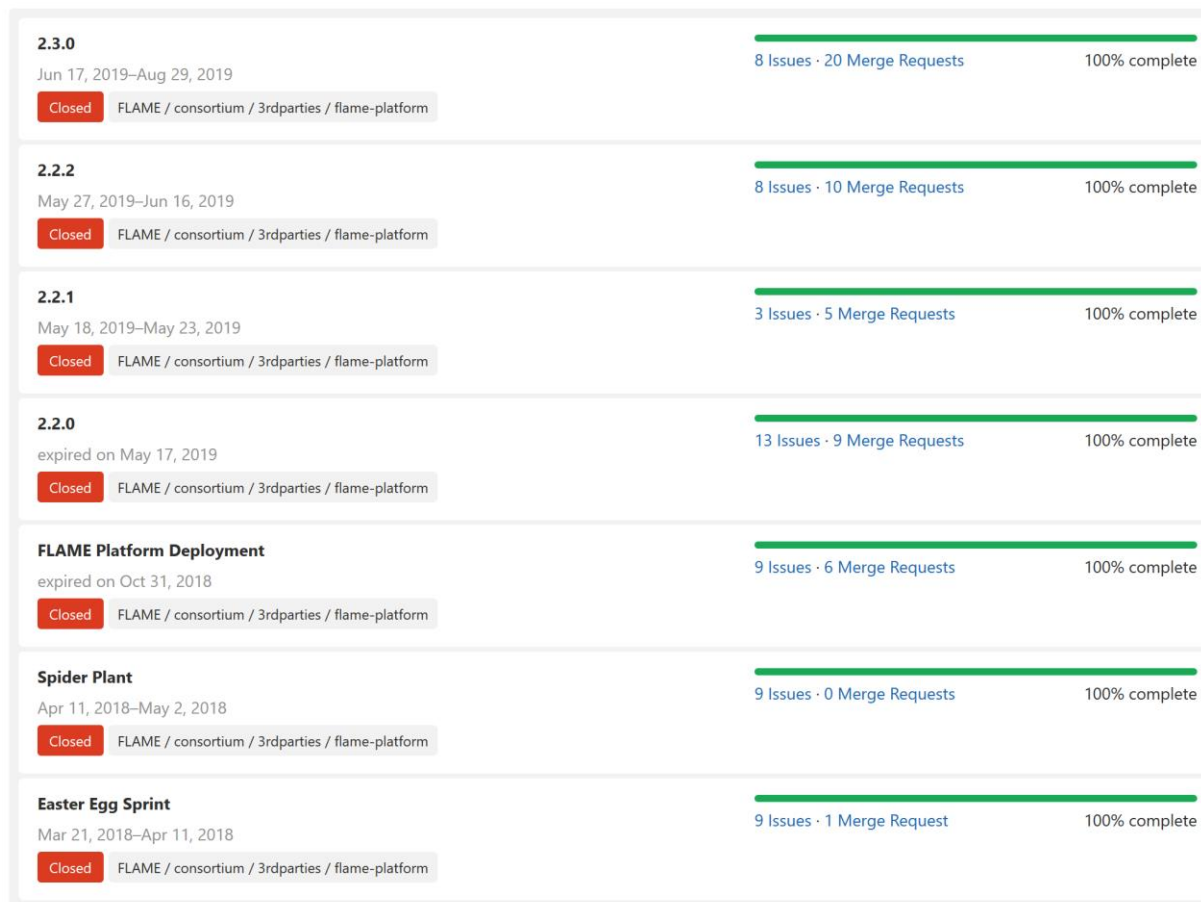 2.3.0
Jun 17, 2019–Aug 29, 2019
Closed FLAME / consortium / 3rdparties / flame-platform
8 Issues · 20 Merge Requests 100% complete
2.2.2
May 27, 2019–Jun 16, 2019
Closed FLAME / consortium / 3rdparties / flame-platform
8 Issues · 10 Merge Requests 100% complete
2.2.1
May 18, 2019–May 23, 2019
Closed FLAME / consortium / 3rdparties / flame-platform
3 Issues · 5 Merge Requests 100% complete
2.2.0
expired on May 17, 2019
Closed FLAME / consortium / 3rdparties / flame-platform
13 Issues · 9 Merge Requests 100% complete
FLAME Platform Deployment
expired on Oct 31, 2018
Closed FLAME / consortium / 3rdparties / flame-platform
9 Issues · 6 Merge Requests 100% complete
Spider Plant
Apr 11, 2018–May 2, 2018
Closed FLAME / consortium / 3rdparties / flame-platform
9 Issues · 0 Merge Requests 100% complete
Easter Egg Sprint
Mar 21, 2018–Apr 11, 2018
Closed FLAME / consortium / 3rdparties / flame-platform
9 Issues · 1 Merge Request 100% complete